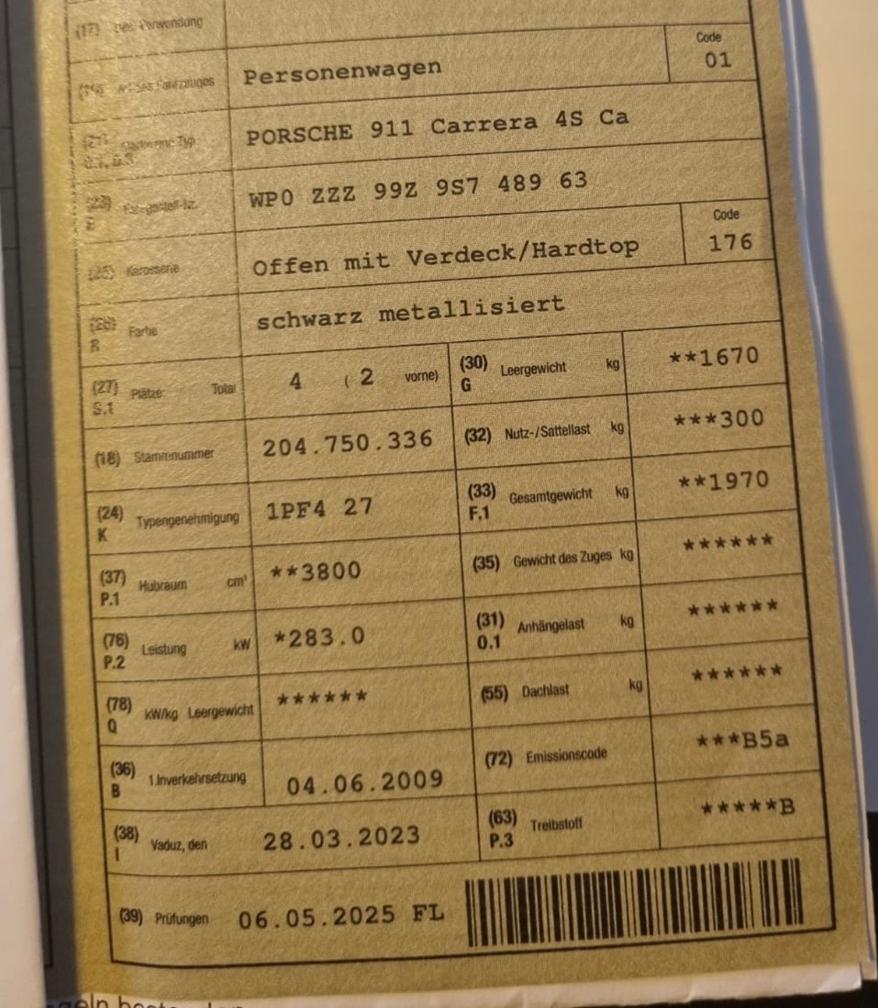 (17)
Code
Personenwagen 01
PORSCHE 911 Carrera 4S Ca
WP0 ZZZ 99Z 9S7 489 63
Code
(25) Karosserie Offen mit Verdeck/Hardtop 176
(26) R Farbe schwarz metallisiert
(27) S.1 Plätze: Total 4 ( 2 vorne) (30) G Leergewicht kg **1670
(18) Stammnummer 204.750.336 (32) Nutz-/Sattellast kg ***300
(24) K Typengenehmigung 1PF4 27 (33) F.1 Gesamtgewicht kg **1970
(37) P.1 Hubraum cm³ **3800 (35) Gewicht des Zuges kg ******
(76) P.2 Leistung kW *283.0 (31) O.1 Anhängelast kg ******
(78) Q kW/kg Leergewicht ****** (55) Dachlast kg ******
(36) B 1.Inverkehrsetzung 04.06.2009 (72) Emissionscode ***B5a
(38) I Vaduz, den 28.03.2023 (63) P.3 Treibstoff *****B
(39) Prüfungen 06.05.2025 FL